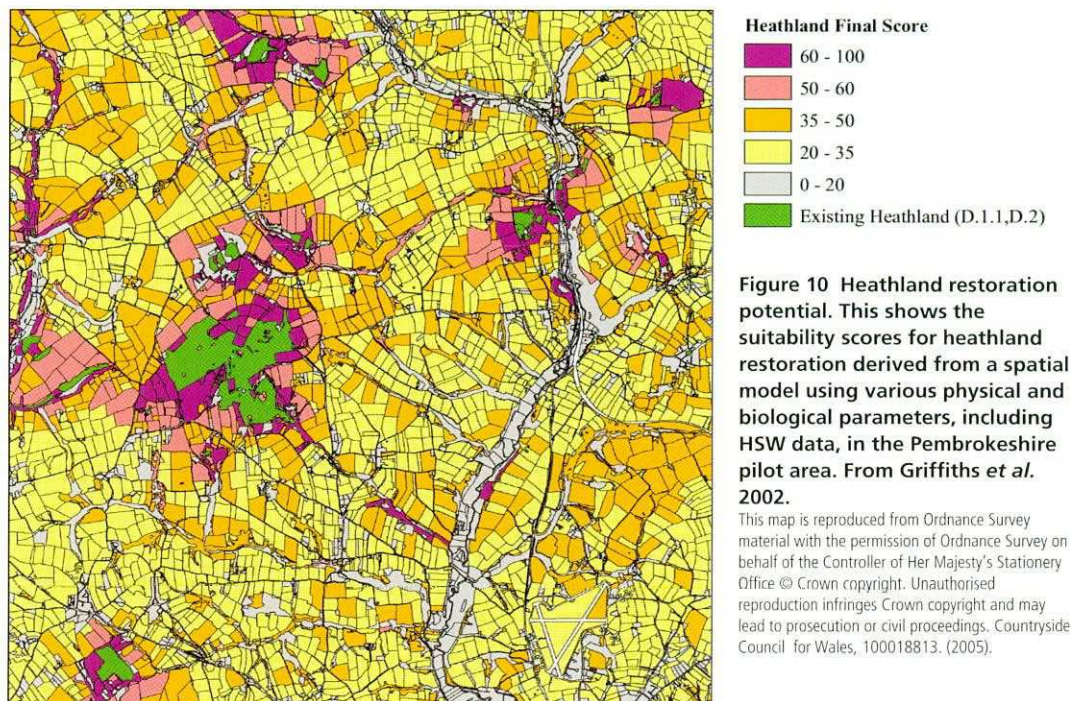 Heathland Final Score
60 - 100
50 - 60
35 - 50
20 - 35
0 - 20
Existing Heathland (D.1.1,D.2)
Figure 10 Heathland restoration
potential. This shows the
suitability scores for heathland
restoration derived from a spatial
model using various physical and
biological parameters, including
HSW data, in the Pembrokeshire
pilot area. From Griffiths et al.
2002.
This map is reproduced from Ordnance Survey
material with the permission of Ordnance Survey on
behalf of the Controller of Her Majesty's Stationery
Office © Crown copyright. Unauthorised
reproduction infringes Crown copyright and may
lead to prosecution or civil proceedings. Countryside
Council for Wales, 100018813. (2005).